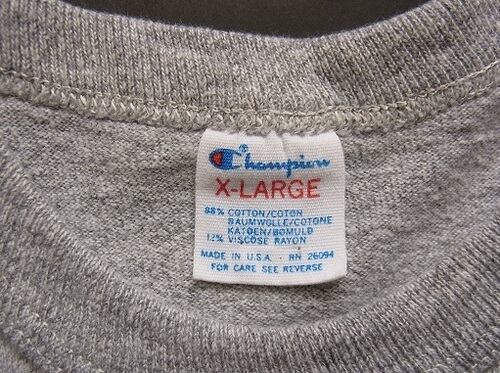 Champion
X-LARGE
88% COTTON/COTON
BAUMWOLLE/COTONE
KATOEN/BOMULD
12% VISCOSE RAYON
MADE IN U.S.A. · RN 26094
FOR CARE SEE REVERSE